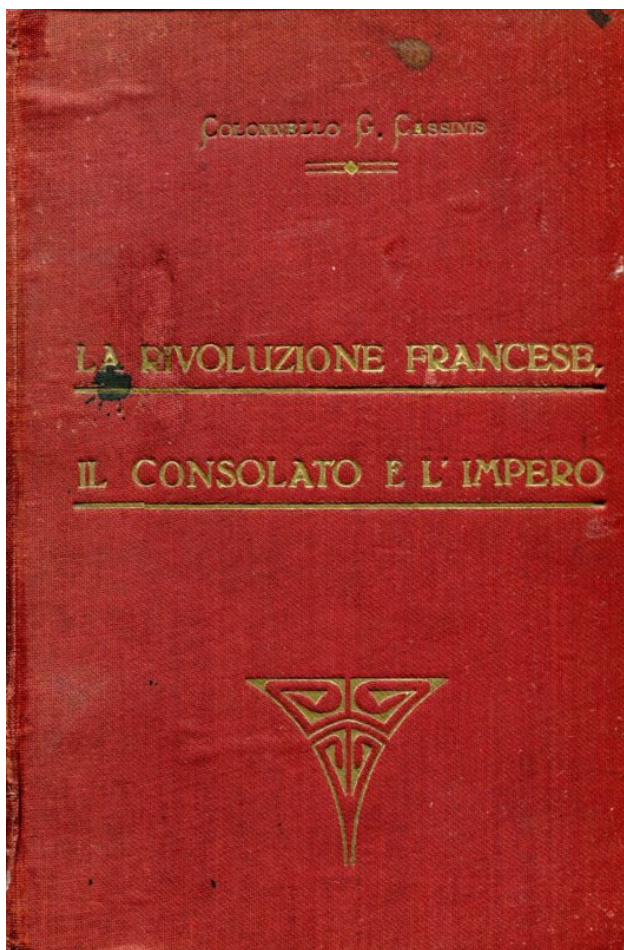 COLONNELLO G. CASSINIS
LA RIVOLUZIONE FRANCESE,
IL CONSOLATO E L'IMPERO